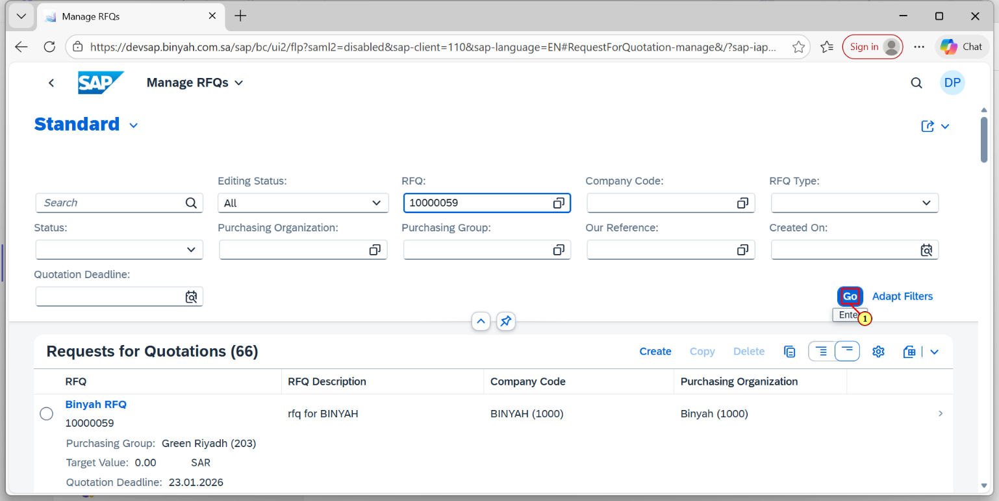 Manage RFQs
https://devsap.binyah.com.sa/sap/bc/ui2/flp?saml2=disabled&sap-client=110&sap-language=EN#RequestForQuotation-manage&/?sap-iap...
Sign in
Chat
SAP
Manage RFQs
DP
Standard
Editing Status:
RFQ:
Company Code:
RFQ Type:
Search
All
10000059
Status:
Purchasing Organization:
Purchasing Group:
Our Reference:
Created On:
Quotation Deadline:
Go
Adapt Filters
Ente
1
Requests for Quotations (66)
Create
Copy
Delete
RFQ
RFQ Description
Company Code
Purchasing Organization
Binyah RFQ
10000059
rfq for BINYAH
BINYAH (1000)
Binyah (1000)
Purchasing Group: Green Riyadh (203)
Target Value: 0.00 SAR
Quotation Deadline: 23.01.2026